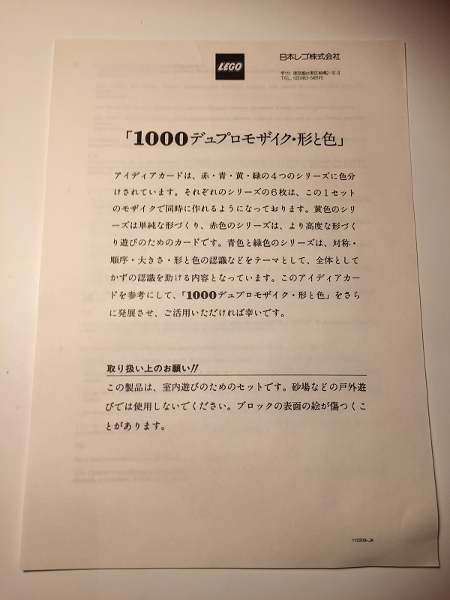 LEGO
日本レゴ株式会社
「1000デュプロモザイク・形と色」
アイディアカードは、赤・青・黄・緑の4つのシリーズに色分
けされています。それぞれのシリーズの6枚は、この1セット
のモザイクで同時に作れるようになっております。黄色のシリ
ーズは単純な形づくり、赤色のシリーズは、より高度な形づく
り遊びのためのカードです。青色と緑色のシリーズは、対称・
順序・大きさ・形と色の認識などをテーマとして、全体として
かずの認識を助ける内容となっています。このアイディアカー
ドを参考にして、「1000デュプロモザイク・形と色」をさら
に発展させ、ご活用いただければ幸いです。
取り扱い上のお願い!!
この製品は、室内遊びのためのセットです。砂場などの戸外遊
びでは使用しないでください。ブロックの表面の絵が傷つくこ
とがあります。